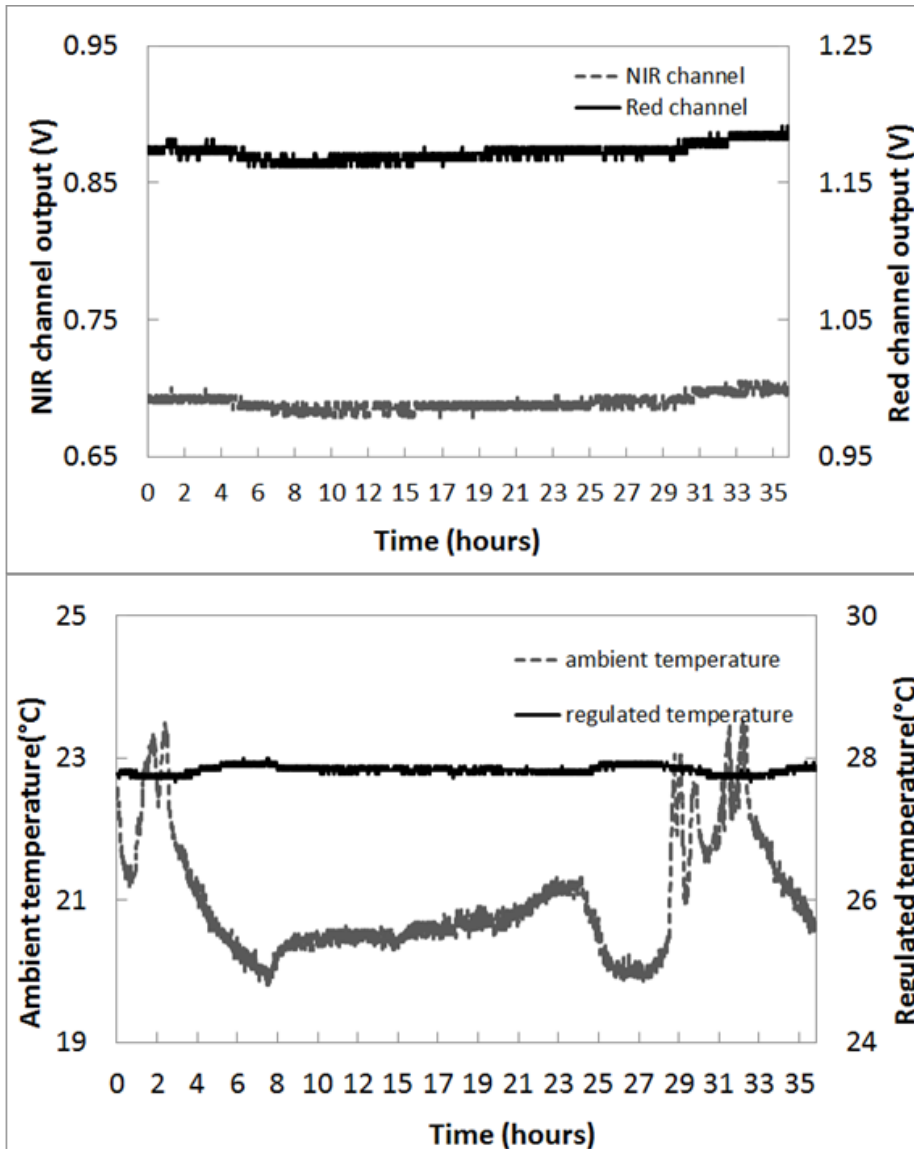 0.95
0.85
0.75
0.65
NIR channel output (V)
NIR channel
Red channel
1.25
1.15
1.05
0.95
Red channel output (V)
0 2 4 6 8 10 12 15 17 19 21 23 25 27 29 31 33 35
Time (hours)
25
23
21
19
Ambient temperature(°C)
ambient temperature
regulated temperature
30
28
26
24
Regulated temperature(°C)
0 2 4 6 8 10 12 15 17 19 21 23 25 27 29 31 33 35
Time (hours)